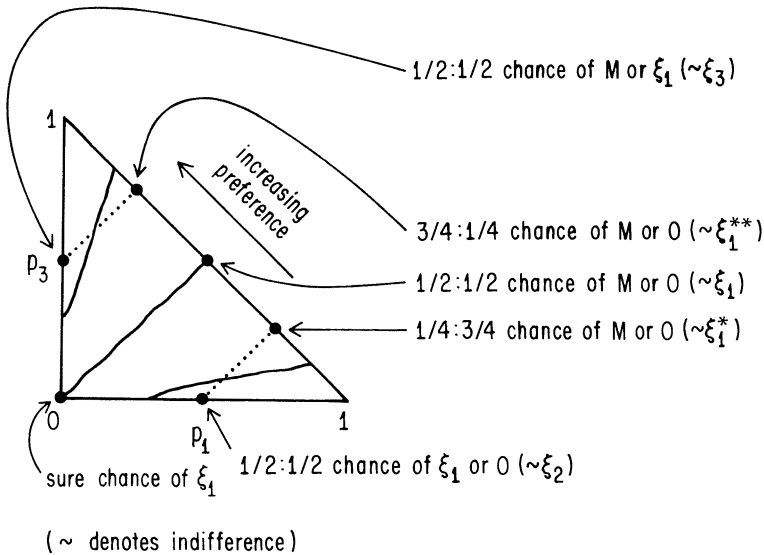 1/2:1/2 chance of M or ξ₁ (~ξ₃)
1
increasing
preference
3/4:1/4 chance of M or 0 (~ξ₁**)
p₃
1/2:1/2 chance of M or 0 (~ξ₁)
1/4:3/4 chance of M or 0 (~ξ₁*)
0
1
p₁
1/2:1/2 chance of ξ₁ or 0 (~ξ₂)
sure chance of ξ₁
(~ denotes indifference)